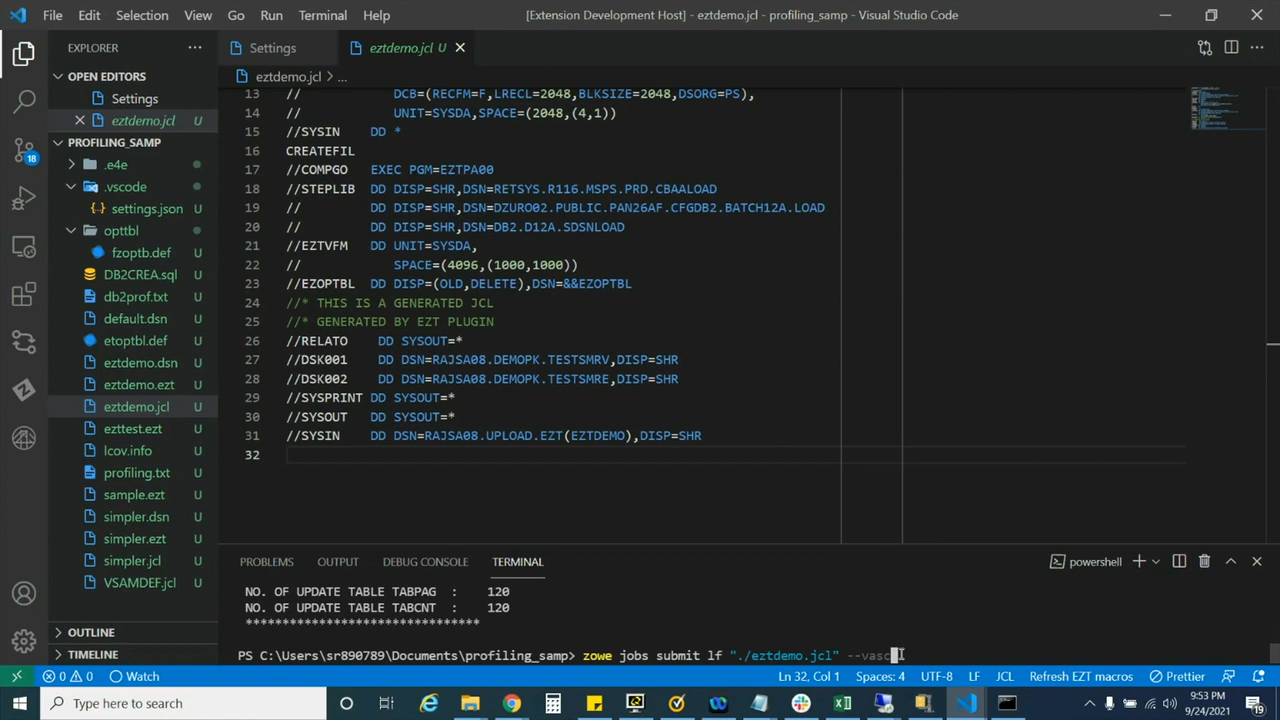 File Edit Selection View Go Run Terminal Help [Extension Development Host] - eztdemo.jcl - profiling_samp - Visual Studio Code
EXPLORER ...
Settings
eztdemo.jcl U
OPEN EDITORS
Settings
eztdemo.jcl U
PROFILING_SAMP
.e4e
.vscode
settings.json U
opttbl
fzoptb.def U
DB2CREA.sql U
db2prof.txt U
default.dsn U
etoptbl.def U
eztdemo.dsn U
eztdemo.ezt U
eztdemo.jcl U
ezttest.ezt U
lcov.info U
profiling.txt U
sample.ezt U
simpler.dsn U
simpler.ezt U
simpler.jcl U
VSAMDEF.jcl U
OUTLINE
TIMELINE
18
eztdemo.jcl > ...
13 // DCB=(RECFM=F,LRECL=2048,BLKSIZE=2048,DSORG=PS),
14 // UNIT=SYSDA,SPACE=(2048,(4,1))
15 //SYSIN DD *
16 CREATEFIL
17 //COMPGO EXEC PGM=EZTPA00
18 //STEPLIB DD DISP=SHR,DSN=RETSYS.R116.MSPS.PRD.CBAALOAD
19 // DD DISP=SHR,DSN=DZURO02.PUBLIC.PAN26AF.CFGDB2.BATCH12A.LOAD
20 // DD DISP=SHR,DSN=DB2.D12A.SDSNLOAD
21 //EZTVFM DD UNIT=SYSDA,
22 // SPACE=(4096,(1000,1000))
23 //EZOPTBL DD DISP=(OLD,DELETE),DSN=&&EZOPTBL
24 //* THIS IS A GENERATED JCL
25 //* GENERATED BY EZT PLUGIN
26 //RELATO DD SYSOUT=*
27 //DSK001 DD DSN=RAJSA08.DEMOPK.TESTSMRV,DISP=SHR
28 //DSK002 DD DSN=RAJSA08.DEMOPK.TESTSMRE,DISP=SHR
29 //SYSPRINT DD SYSOUT=*
30 //SYSOUT DD SYSOUT=*
31 //SYSIN DD DSN=RAJSA08.UPLOAD.EZT(EZTDEMO),DISP=SHR
32
PROBLEMS OUTPUT DEBUG CONSOLE TERMINAL powershell
NO. OF UPDATE TABLE TABPAG : 120
NO. OF UPDATE TABLE TABCNT : 120
*******************************
PS C:\Users\sr890789\Documents\profiling_samp> zowe jobs submit lf "./eztdemo.jcl" --vasc
0 0 Watch Ln 32, Col 1 Spaces: 4 UTF-8 LF JCL Refresh EZT macros Prettier
Type here to search
9:53 PM
9/24/2021